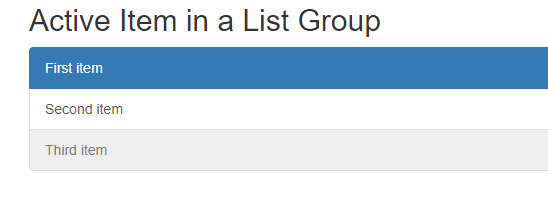 Active Item in a List Group
First item
Second item
Third item